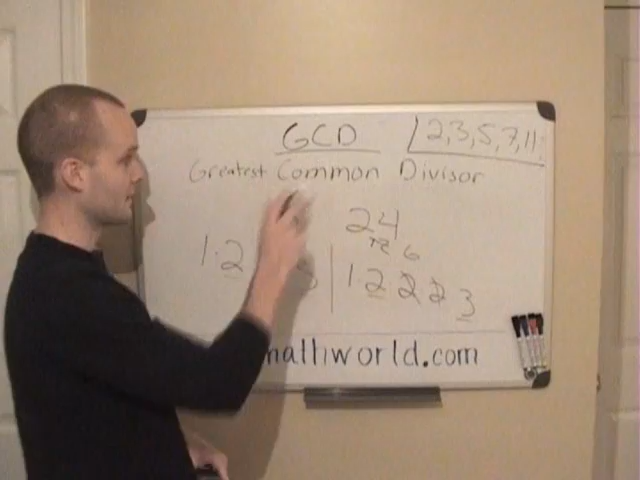 GCD
2, 3, 5, 7, 11,
Greatest Common Divisor
24
12 6
1·2
1·2 2 2 3
world.com